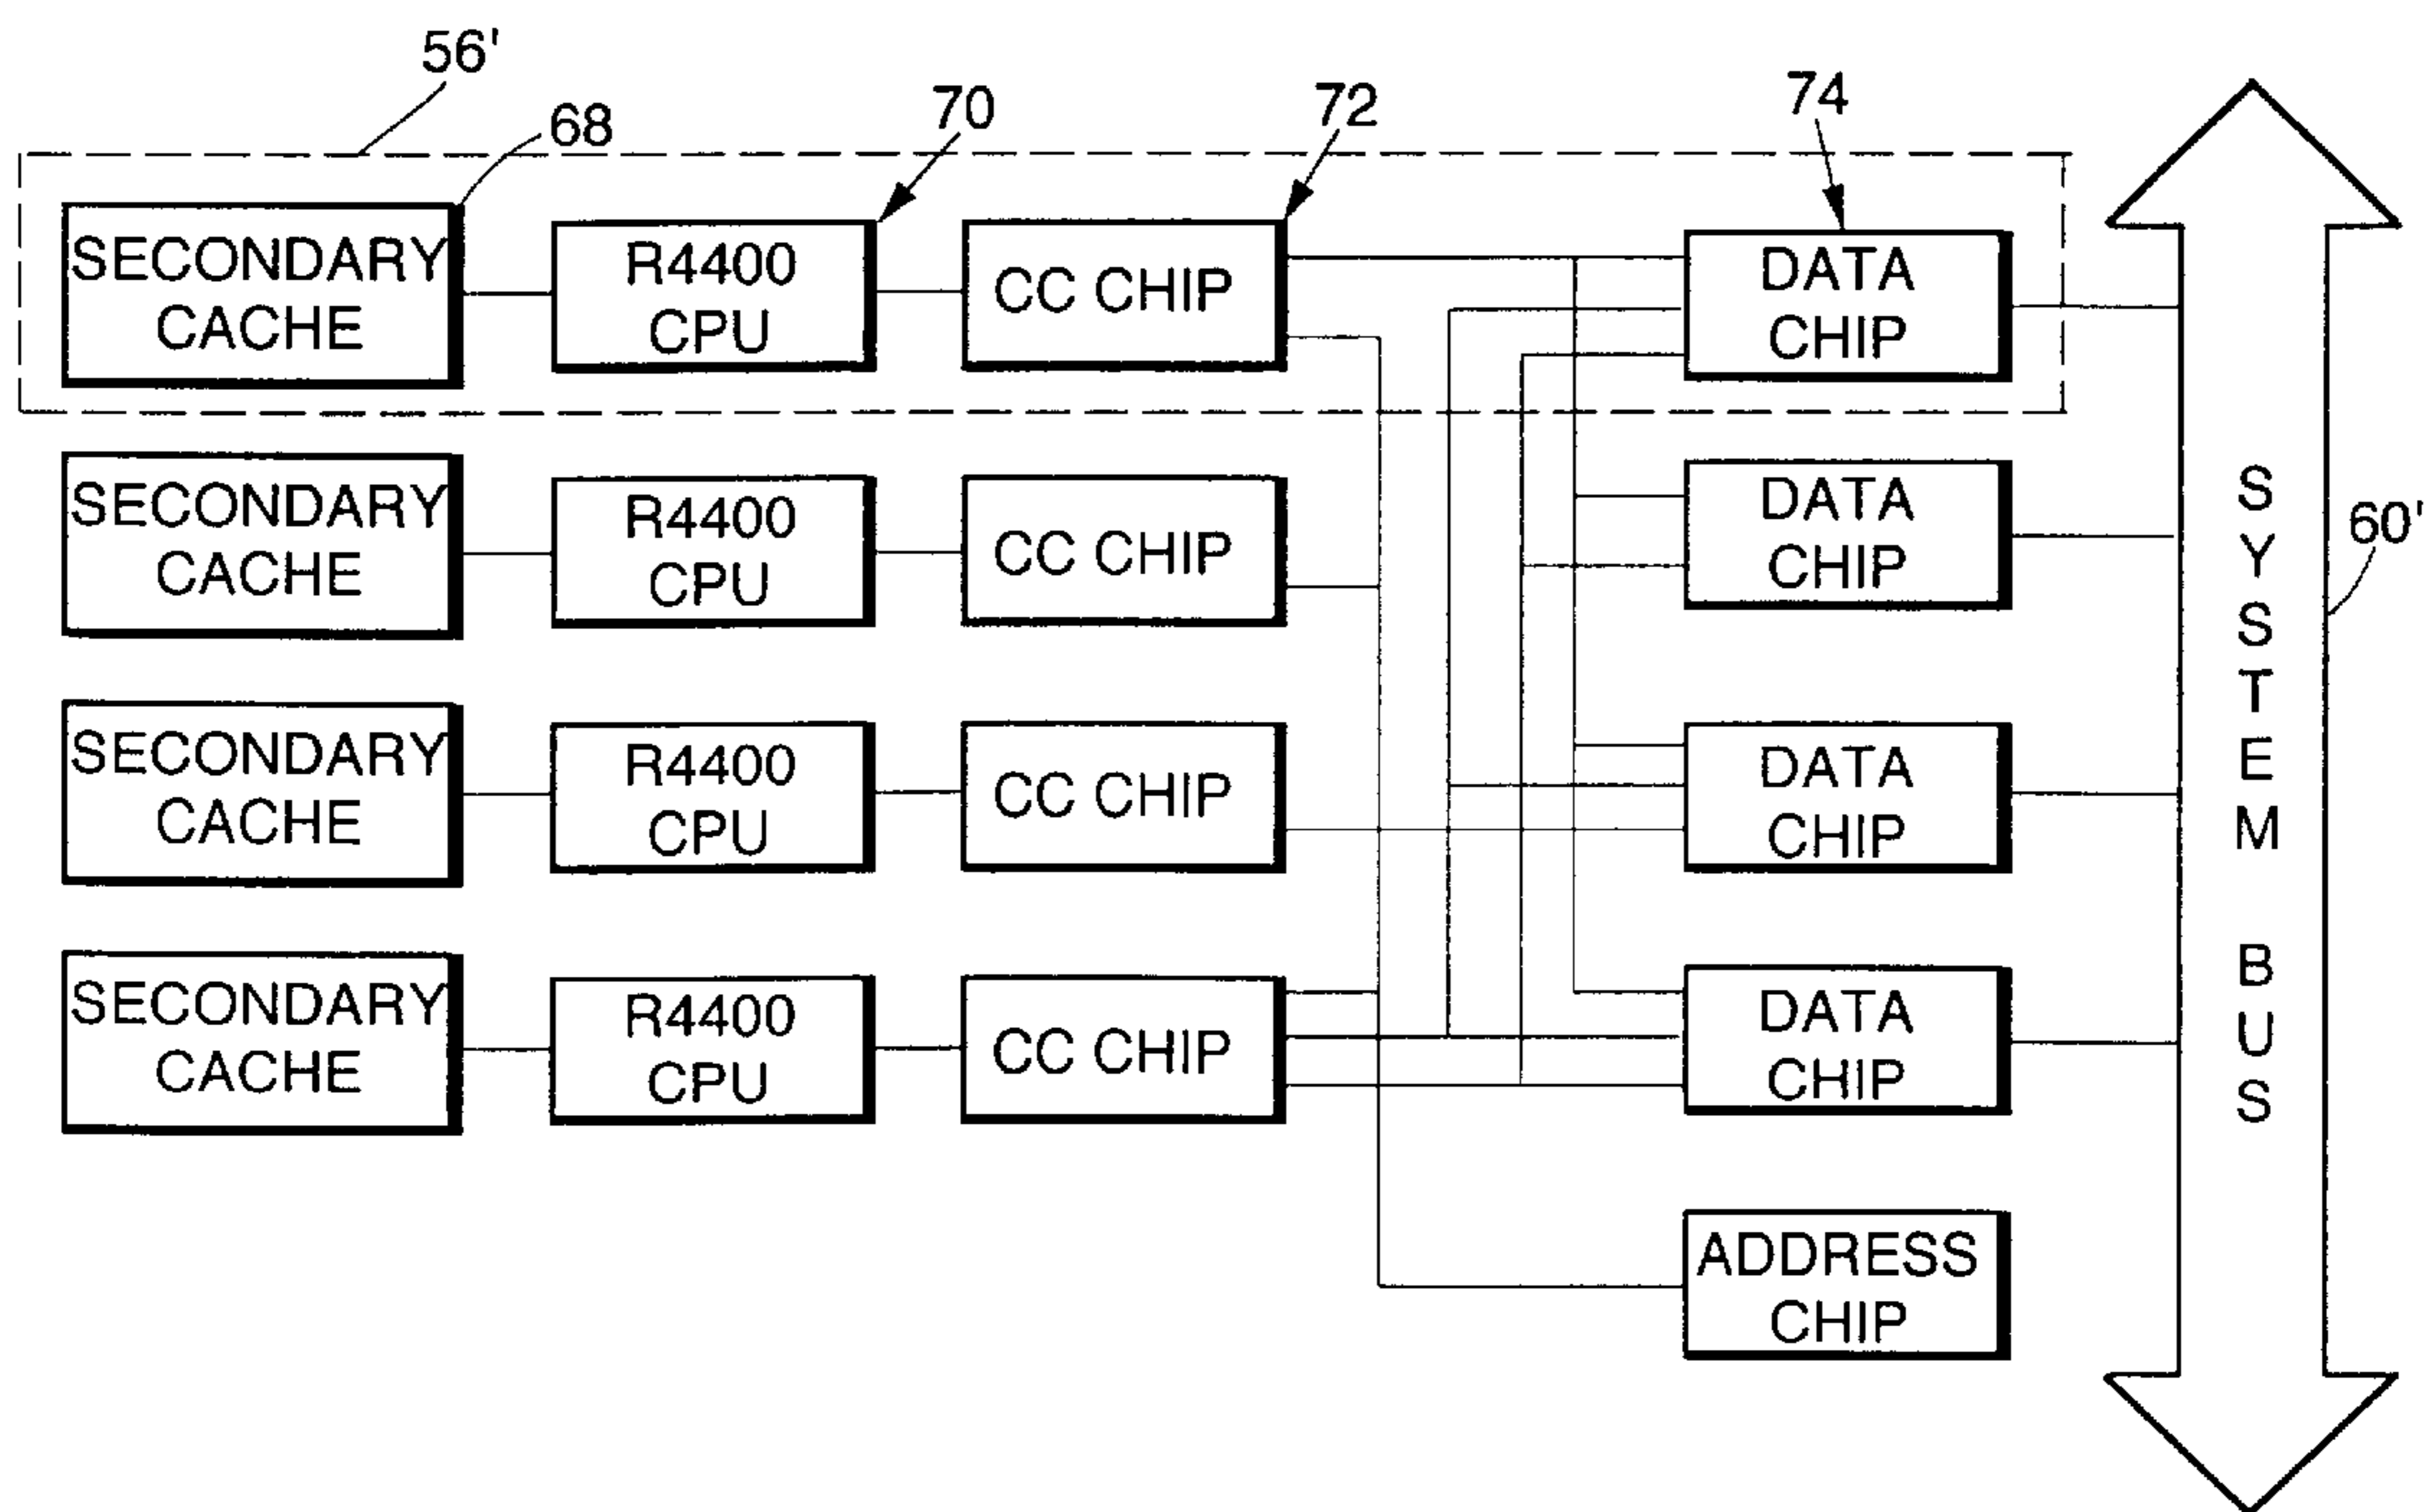 56'
68
70
72
74
SECONDARY
CACHE
R4400
CPU
CC CHIP
DATA
CHIP
SECONDARY
CACHE
R4400
CPU
CC CHIP
DATA
CHIP
SECONDARY
CACHE
R4400
CPU
CC CHIP
DATA
CHIP
SECONDARY
CACHE
R4400
CPU
CC CHIP
DATA
CHIP
ADDRESS
CHIP
SYSTEM BUS
60'